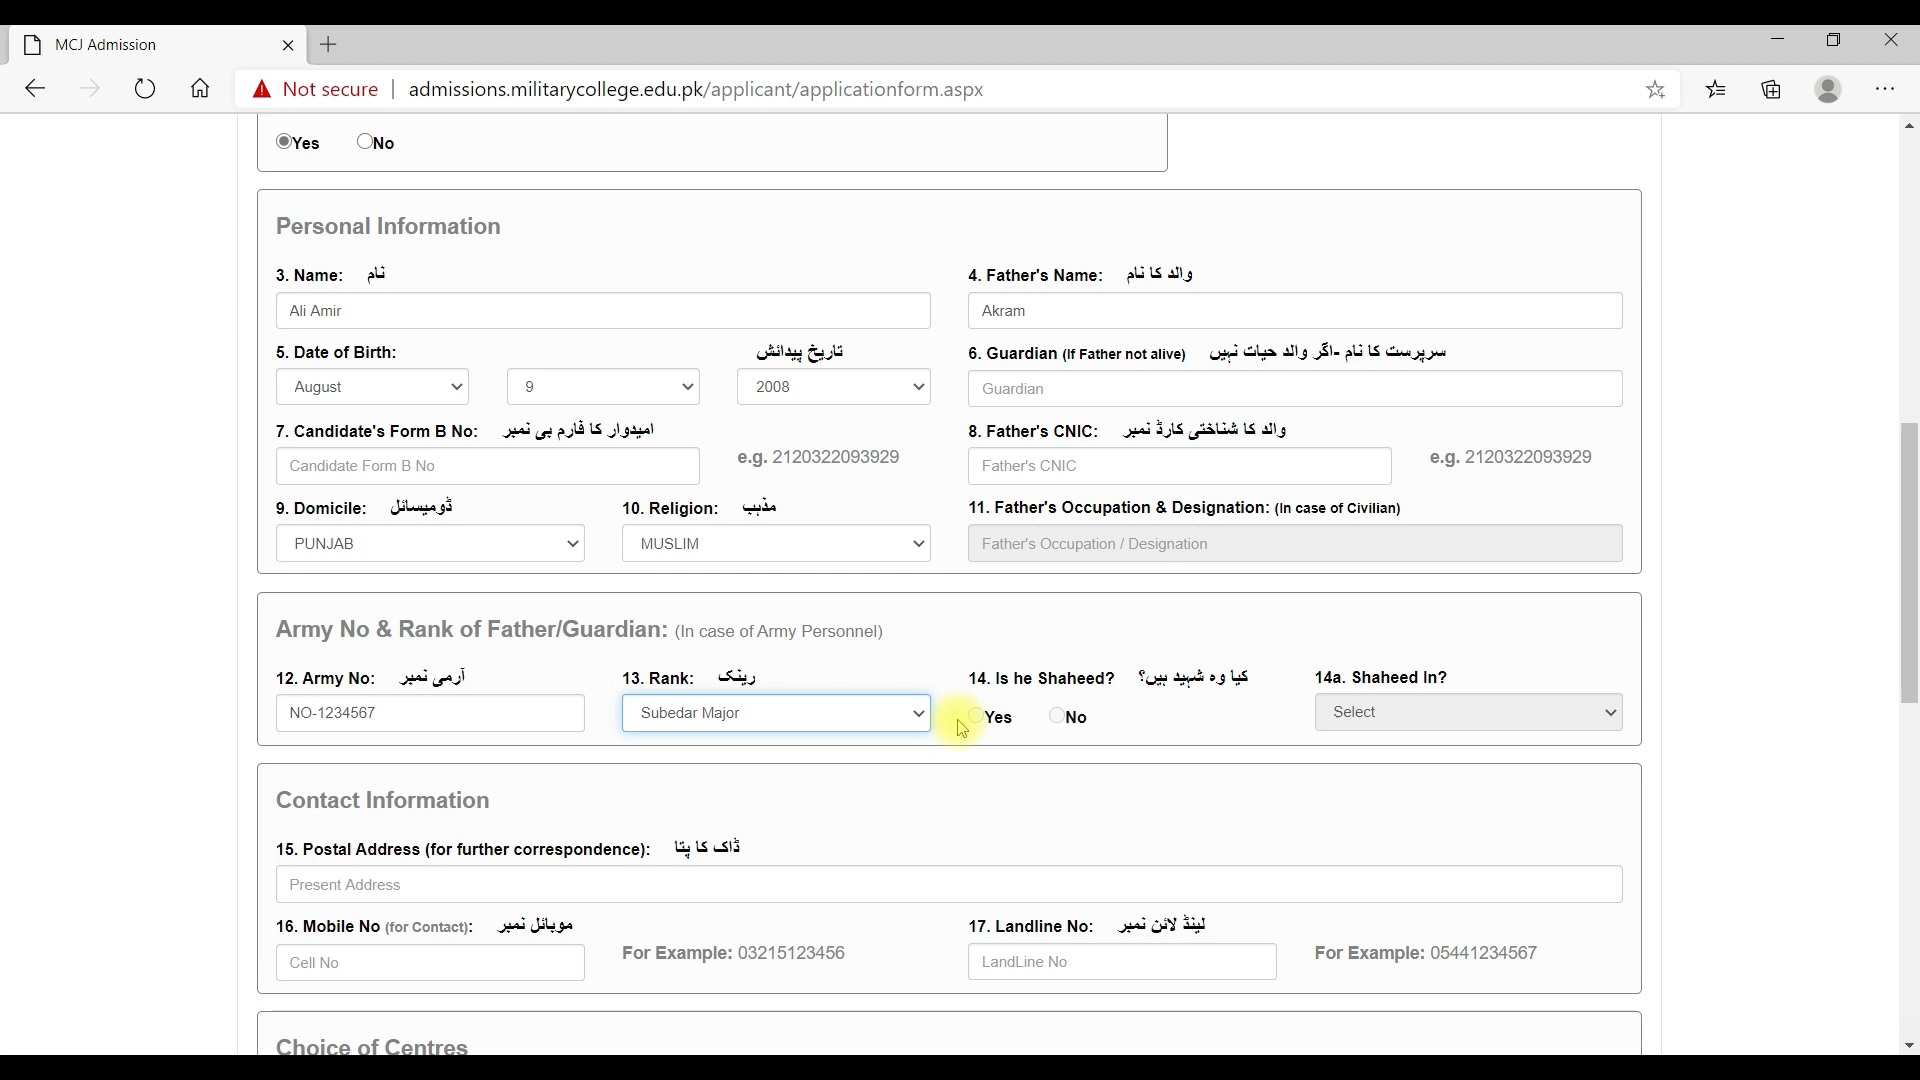 MCJ Admission
Not secure admissions.militarycollege.edu.pk/applicant/applicationform.aspx
Yes No
Personal Information
3. Name: نام
4. Father's Name: والد کا نام
Ali Amir
Akram
5. Date of Birth: تاریخ پیدائش
6. Guardian (If Father not alive) سرپرست کا نام -اگر والد حیات نہیں
August 9 2008
Guardian
7. Candidate's Form B No: امیدوار کا فارم بی نمبر
8. Father's CNIC: والد کا شناختی کارڈ نمبر
Candidate Form B No e.g. 2120322093929
Father's CNIC e.g. 2120322093929
9. Domicile: ڈومیسائل
10. Religion: مذہب
11. Father's Occupation & Designation: (In case of Civilian)
PUNJAB
MUSLIM
Father's Occupation / Designation
Army No & Rank of Father/Guardian: (In case of Army Personnel)
12. Army No: آرمی نمبر
13. Rank: رینک
14. Is he Shaheed? کیا وہ شہید ہیں؟
14a. Shaheed In?
NO-1234567
Subedar Major
Yes No
Select
Contact Information
15. Postal Address (for further correspondence): ڈاک کا پتا
Present Address
16. Mobile No (for Contact): موبائل نمبر
17. Landline No: لینڈ لائن نمبر
Cell No For Example: 03215123456
LandLine No For Example: 05441234567
Choice of Centres